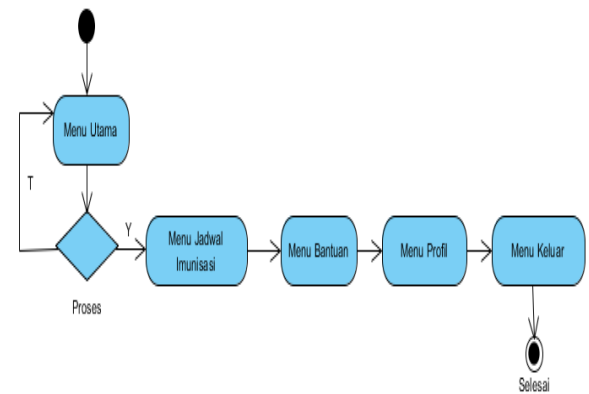 Menu Utama
T
Y
Menu Jadwal
Imunisasi
Menu Bantuan
Menu Profil
Menu Keluar
Proses
Selesai